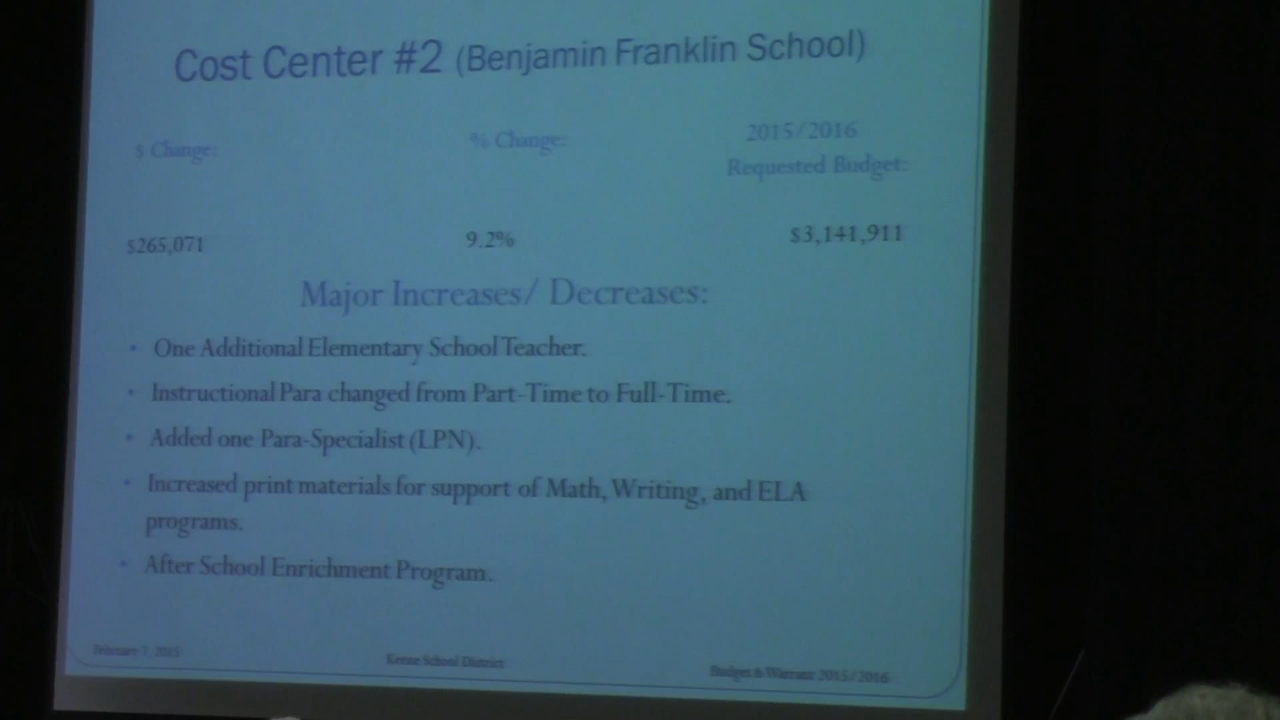 Cost Center #2 (Benjamin Franklin School)
$ Change:
% Change:
2015/2016
Requested Budget:
$265,071
9.2%
$3,141,911
Major Increases/ Decreases:
• One Additional Elementary School Teacher.
• Instructional Para changed from Part-Time to Full-Time.
• Added one Para-Specialist (LPN).
• Increased print materials for support of Math, Writing, and ELA
programs.
• After School Enrichment Program.
February 7, 2015
Keene School District
Budget & Warrant 2015/2016